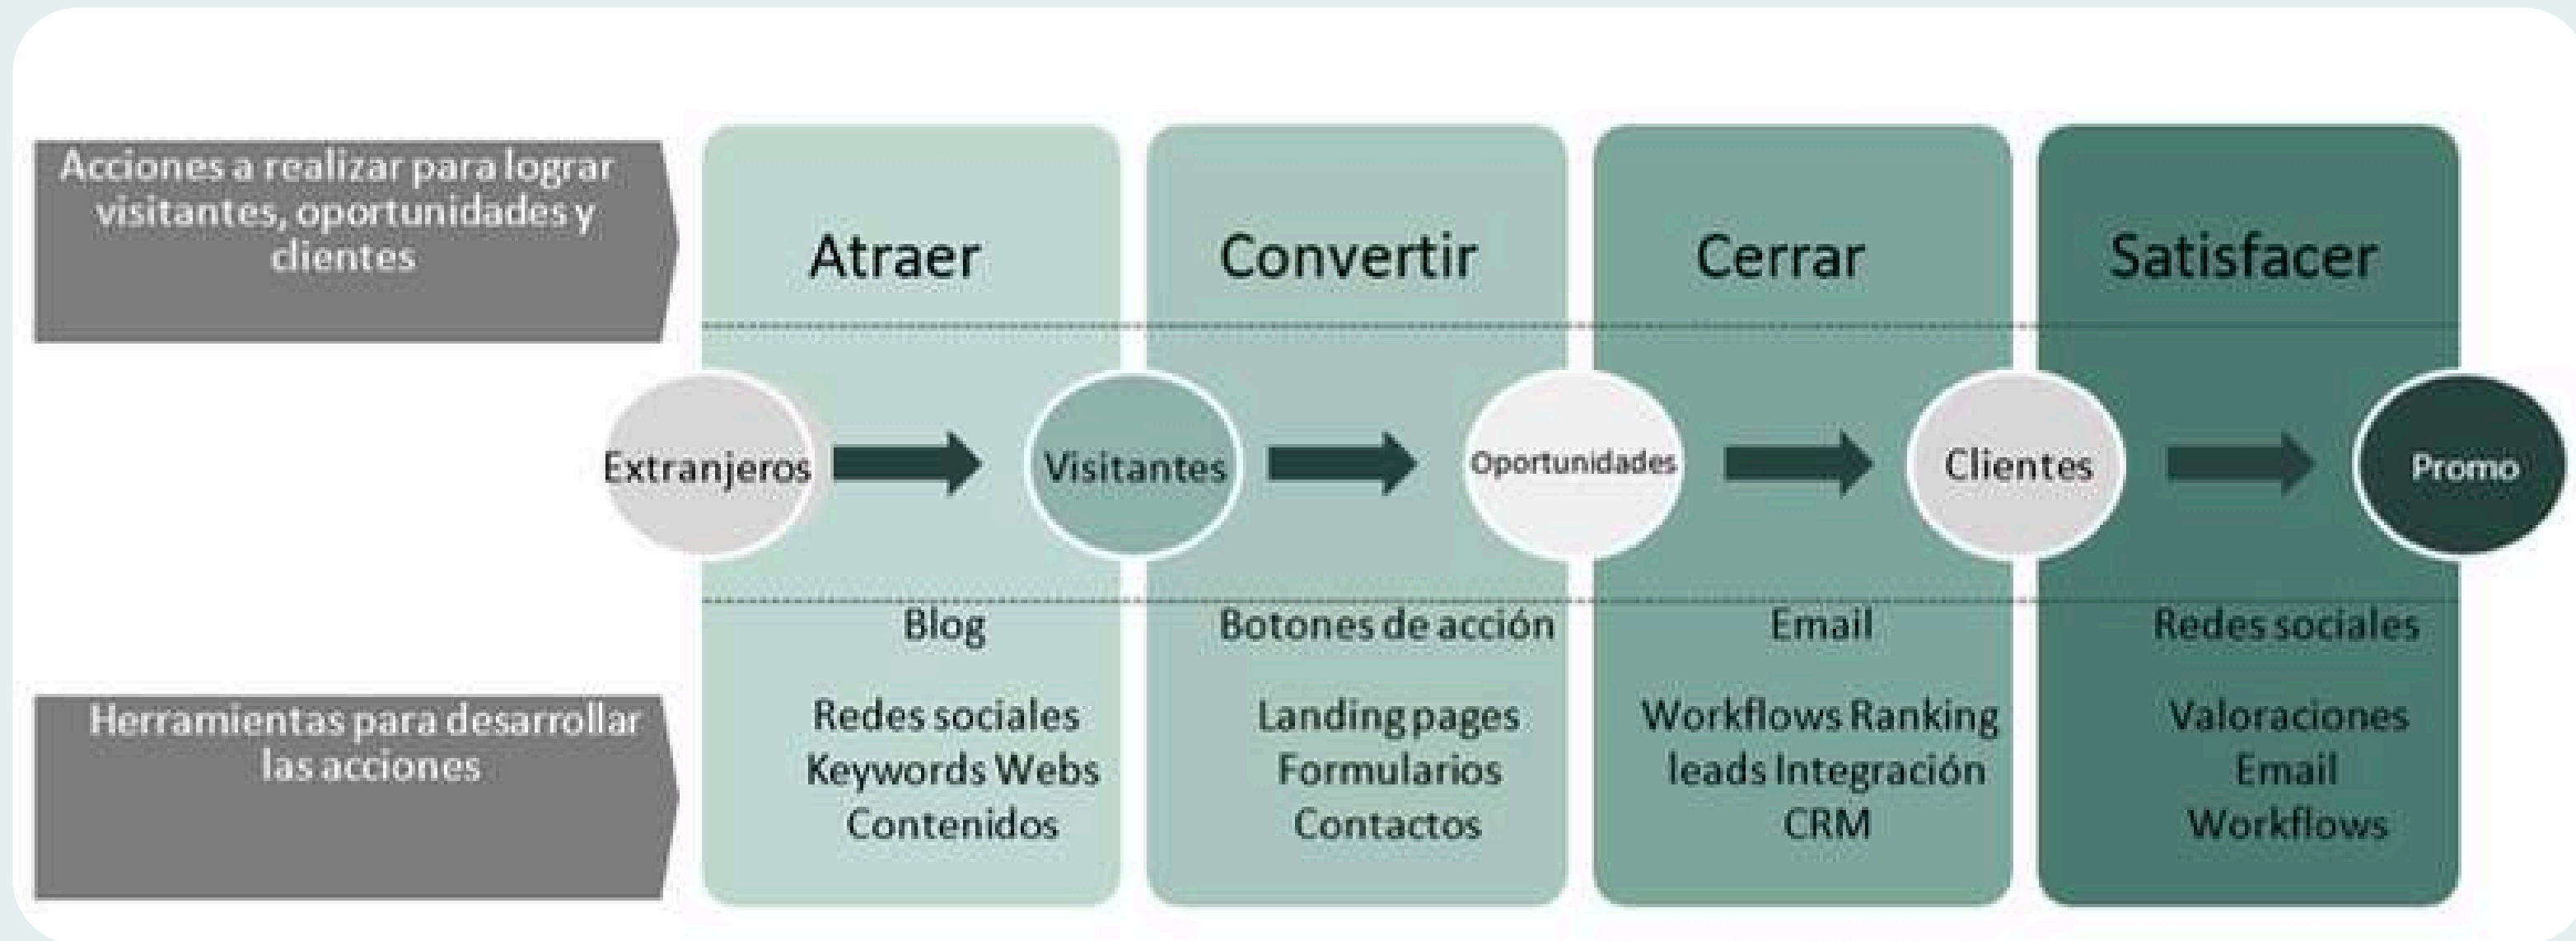 Acciones a realizar para lograr
visitantes, oportunidades y
clientes
Atraer
Convertir
Cerrar
Satisfacer
Extranjeros
Visitantes
Oportunidades
Clientes
Promo
Herramientas para desarrollar
las acciones
Blog
Redes sociales
Keywords Webs
Contenidos
Botones de acción
Landing pages
Formularios
Contactos
Email
Workflows Ranking
leads Integración
CRM
Redes sociales
Valoraciones
Email
Workflows